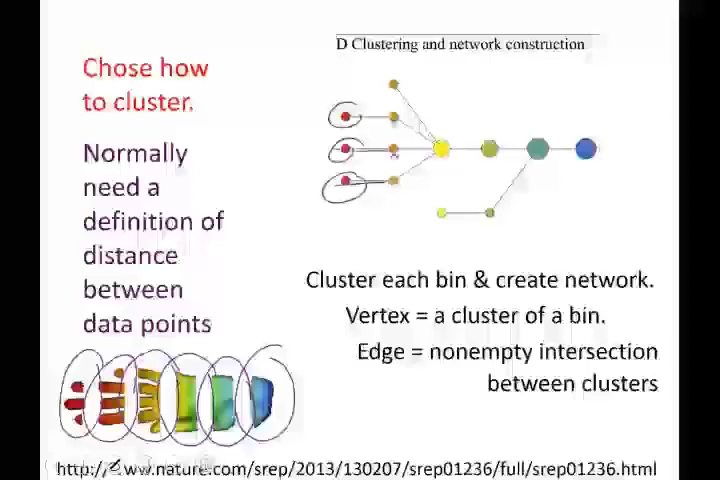 D Clustering and network construction
Chose how
to cluster.
Normally
need a
definition of
distance
between
data points
Cluster each bin & create network.
Vertex = a cluster of a bin.
Edge = nonempty intersection
between clusters
http://www.nature.com/srep/2013/130207/srep01236/full/srep01236.html